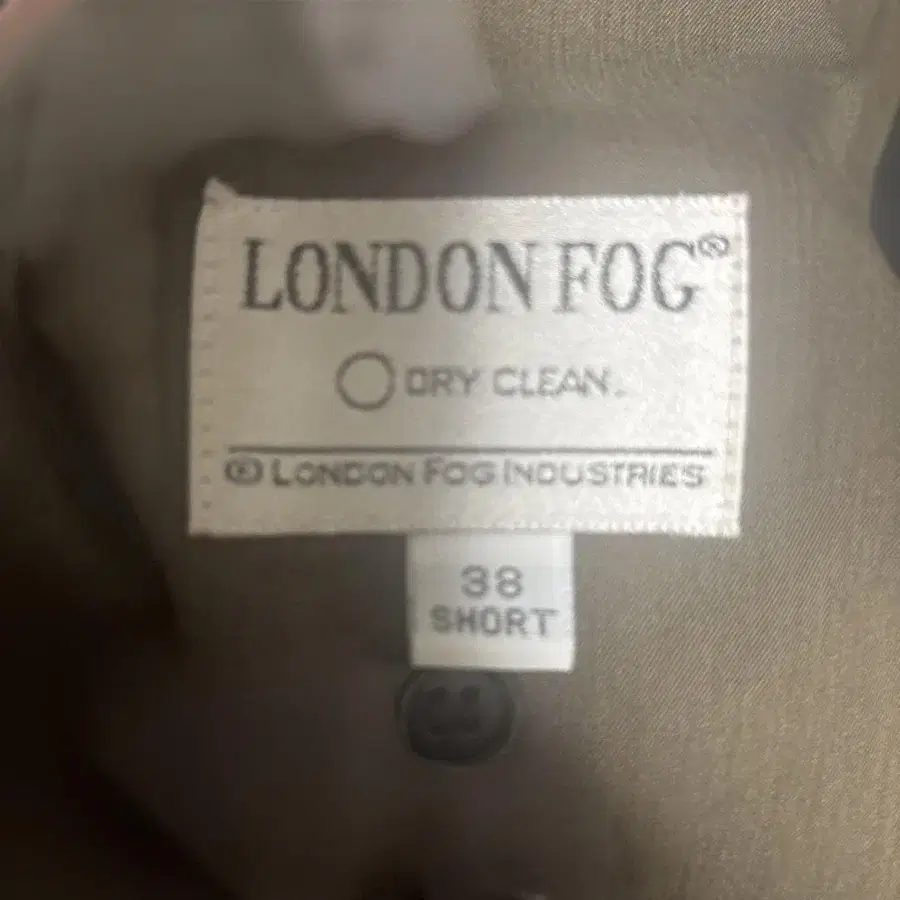 LONDON FOG®
DRY CLEAN.
© LONDON FOG INDUSTRIES
38
SHORT